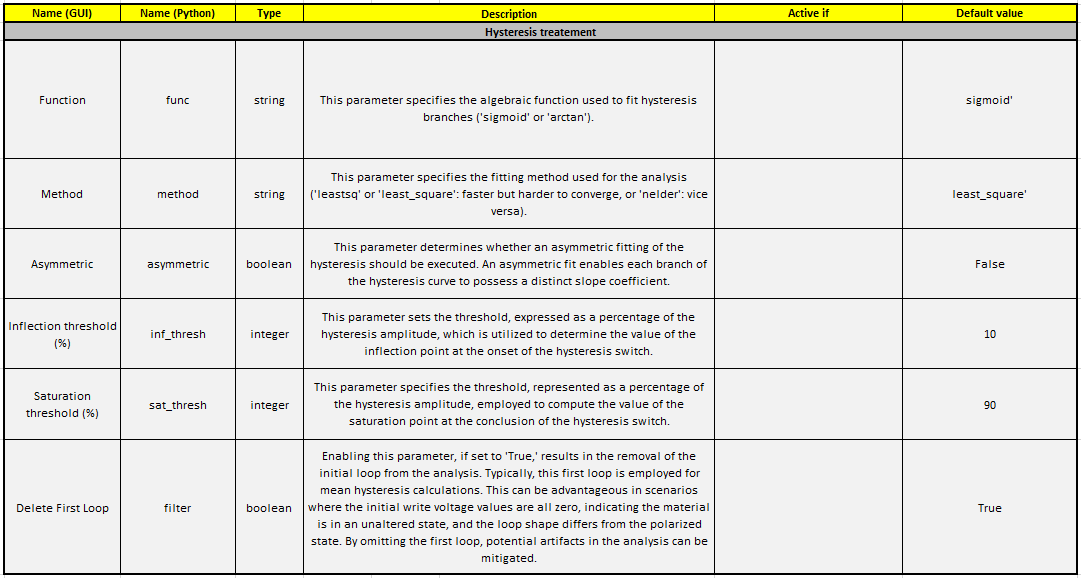 Name (GUI) Name (Python) Type Description Active if Default value
Hysteresis treatement
Function func string This parameter specifies the algebraic function used to fit hysteresis
branches ('sigmoid' or 'arctan').
sigmoid'
Method method string This parameter specifies the fitting method used for the analysis
('leastsq' or 'least_square': faster but harder to converge, or 'nelder': vice
versa).
least_square'
Asymmetric asymmetric boolean This parameter determines whether an asymmetric fitting of the
hysteresis should be executed. An asymmetric fit enables each branch of
the hysteresis curve to possess a distinct slope coefficient.
False
Inflection threshold
(%)
inf_thresh integer This parameter sets the threshold, expressed as a percentage of the
hysteresis amplitude, which is utilized to determine the value of the
inflection point at the onset of the hysteresis switch.
10
Saturation
threshold (%)
sat_thresh integer This parameter specifies the threshold, represented as a percentage of
the hysteresis amplitude, employed to compute the value of the
saturation point at the conclusion of the hysteresis switch.
90
Delete First Loop filter boolean Enabling this parameter, if set to 'True,' results in the removal of the
initial loop from the analysis. Typically, this first loop is employed for
mean hysteresis calculations. This can be advantageous in scenarios
where the initial write voltage values are all zero, indicating the material
is in an unaltered state, and the loop shape differs from the polarized
state. By omitting the first loop, potential artifacts in the analysis can be
mitigated.
True